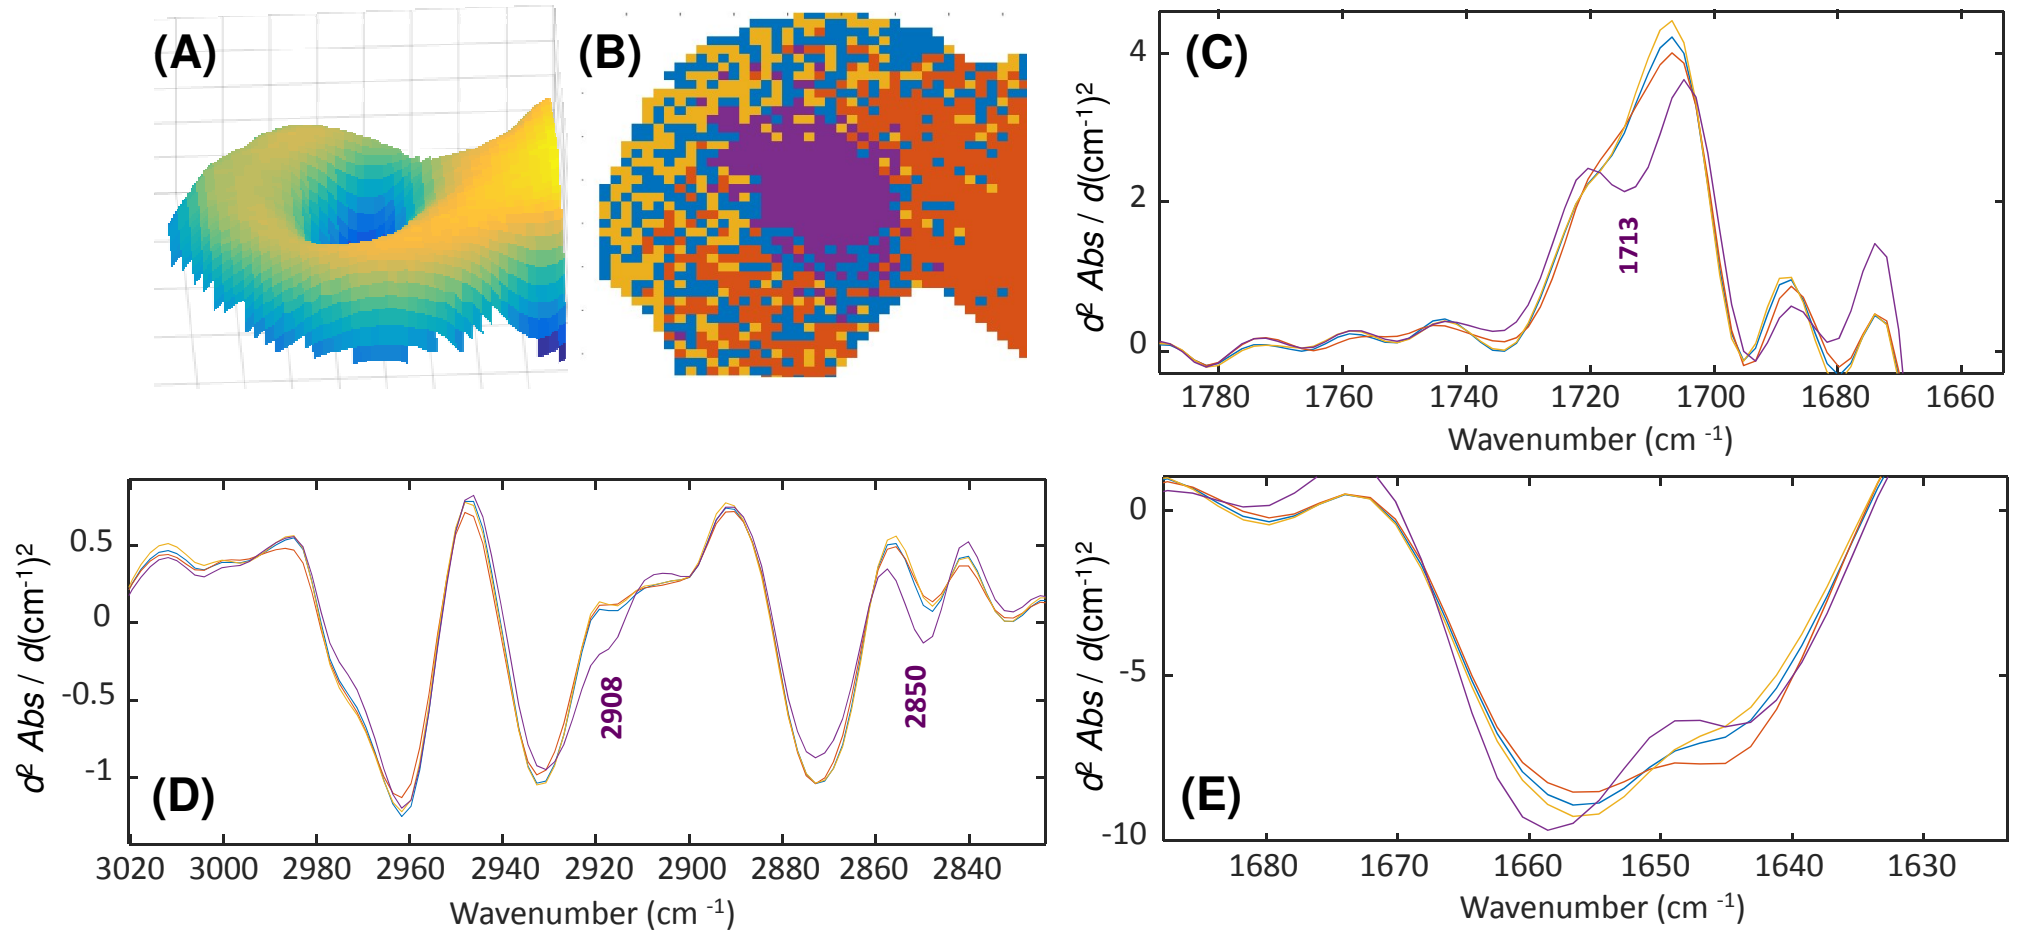 (A)
(B)
(C)
d² Abs / d(cm⁻¹)²
4
2
0
1713
1780 1760 1740 1720 1700 1680 1660
Wavenumber (cm ⁻¹)
(D)
d² Abs / d(cm⁻¹)²
0.5
0
-0.5
-1
2908
2850
3020 3000 2980 2960 2940 2920 2900 2880 2860 2840
Wavenumber (cm ⁻¹)
(E)
d² Abs / d(cm⁻¹)²
0
-5
-10
1680 1670 1660 1650 1640 1630
Wavenumber (cm ⁻¹)